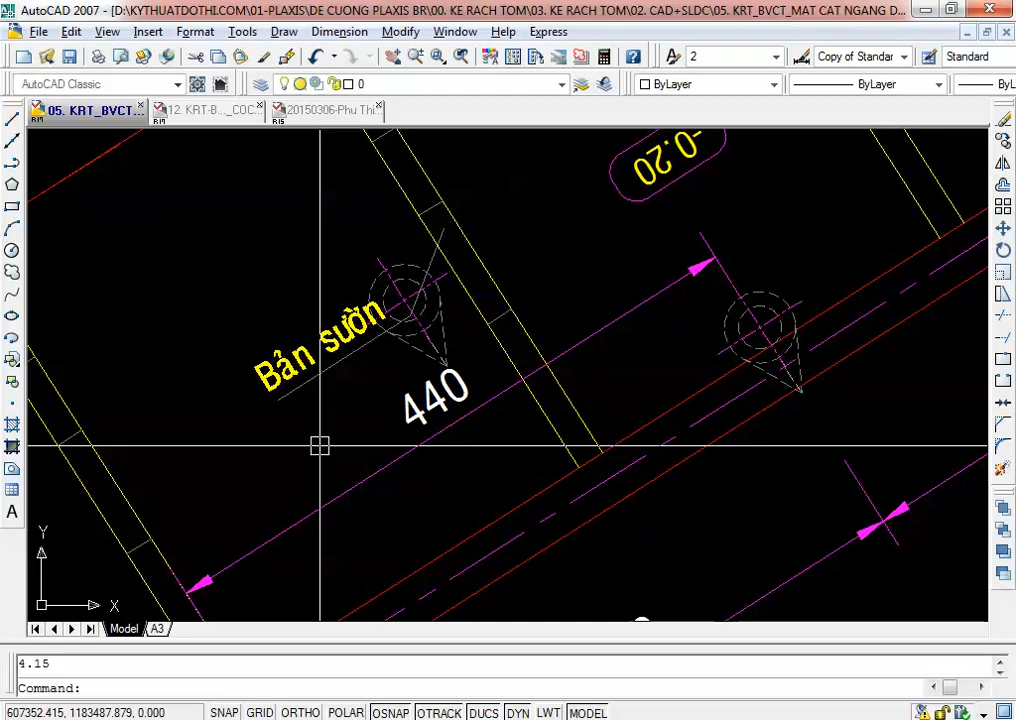 AutoCAD 2007 - [D:\KYTHUATDOTHI.COM\01-PLAXIS\DE CUONG PLAXIS BR\00. KE RACH TOM\03. KE RACH TOM\02. CAD+SLDC\05. KRT_BVCT_MAT CAT NGANG D...
File Edit View Insert Format Tools Draw Dimension Modify Window Help Express
2 Copy of Standar Standard
AutoCAD Classic 0 ByLayer ByLayer ByL
05. KRT_BVCT... 12. KRT-B..._COC... 20150306-Phu Thi...
-0.20
Bản sườn
440
Y
X
Model A3
4.15
Command:
607352.415, 1183487.879, 0.000 SNAP GRID ORTHO POLAR OSNAP OTRACK DUCS DYN LWT MODEL